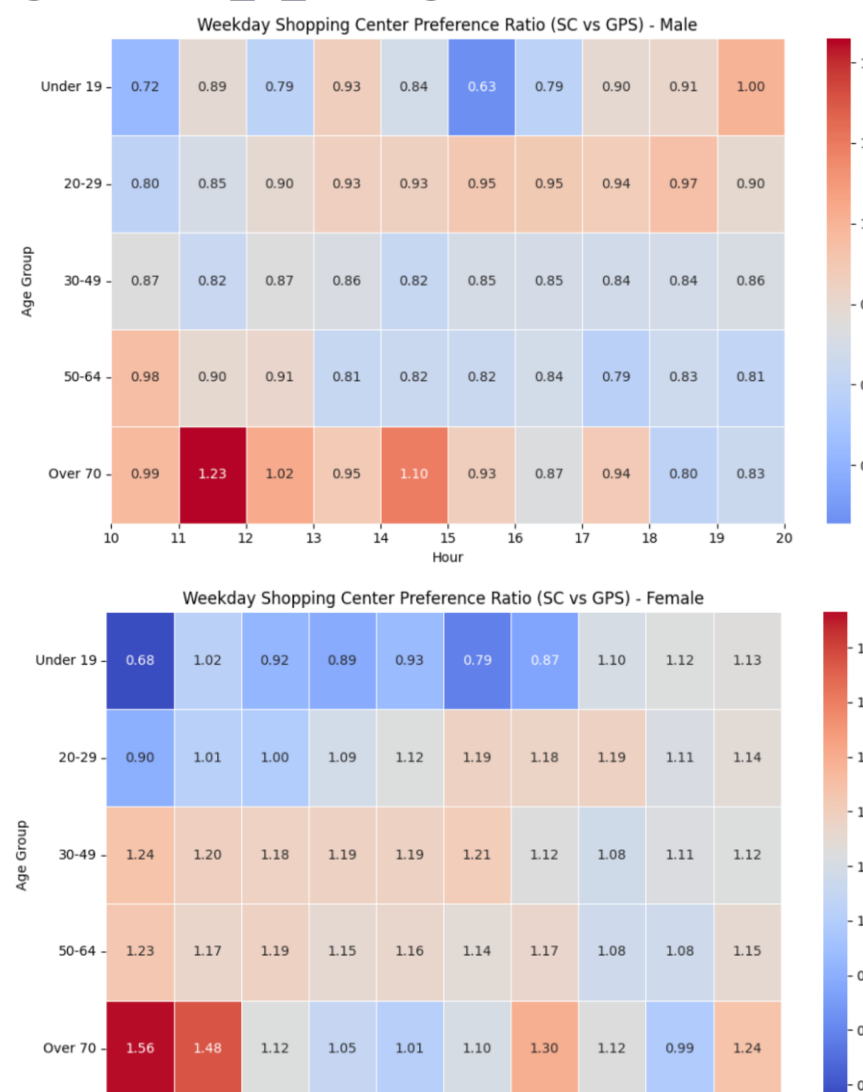 Weekday Shopping Center Preference Ratio (SC vs GPS) - Male
Under 19 0.72 0.89 0.79 0.93 0.84 0.63 0.79 0.90 0.91 1.00
20-29 0.80 0.85 0.90 0.93 0.93 0.95 0.95 0.94 0.97 0.90
Age Group
30-49 0.87 0.82 0.87 0.86 0.82 0.85 0.85 0.84 0.84 0.86
50-64 0.98 0.90 0.91 0.81 0.82 0.82 0.84 0.79 0.83 0.81
Over 70 0.99 1.23 1.02 0.95 1.10 0.93 0.87 0.94 0.80 0.83
10 11 12 13 14 15 16 17 18 19 20
Hour
Weekday Shopping Center Preference Ratio (SC vs GPS) - Female
Under 19 0.68 1.02 0.92 0.89 0.93 0.79 0.87 1.10 1.12 1.13
20-29 0.90 1.01 1.00 1.09 1.12 1.19 1.18 1.19 1.11 1.14
Age Group
30-49 1.24 1.20 1.18 1.19 1.19 1.21 1.12 1.08 1.11 1.12
50-64 1.23 1.17 1.19 1.15 1.16 1.14 1.17 1.08 1.08 1.15
Over 70 1.56 1.48 1.12 1.05 1.01 1.10 1.30 1.12 0.99 1.24